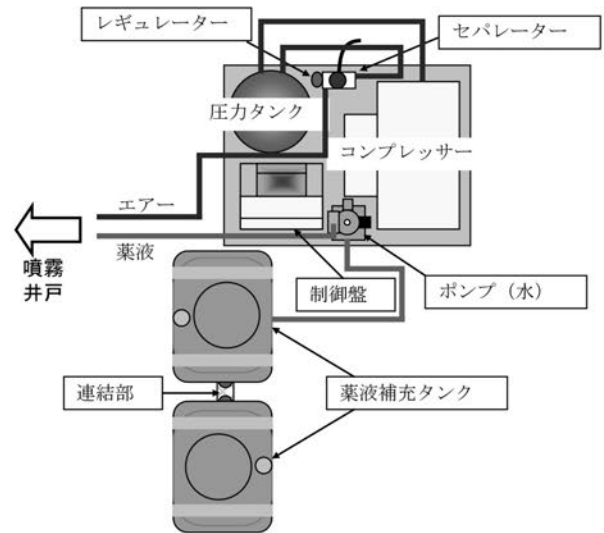 レギュレーター
セパレーター
圧力タンク
コンプレッサー
エアー
薬液
噴霧
井戸
制御盤
ポンプ（水）
連結部
薬液補充タンク